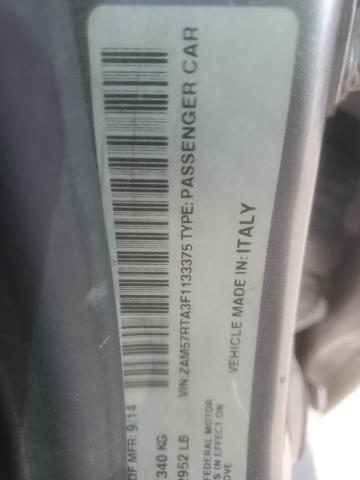 OF MFR: 9 14
340 KG
2952 LB
FEDERAL MOTOR
S IN EFFECT ON
OVE
VIN: ZAM57RTA3F1133375 TYPE: PASSENGER CAR
VEHICLE MADE IN: ITALY